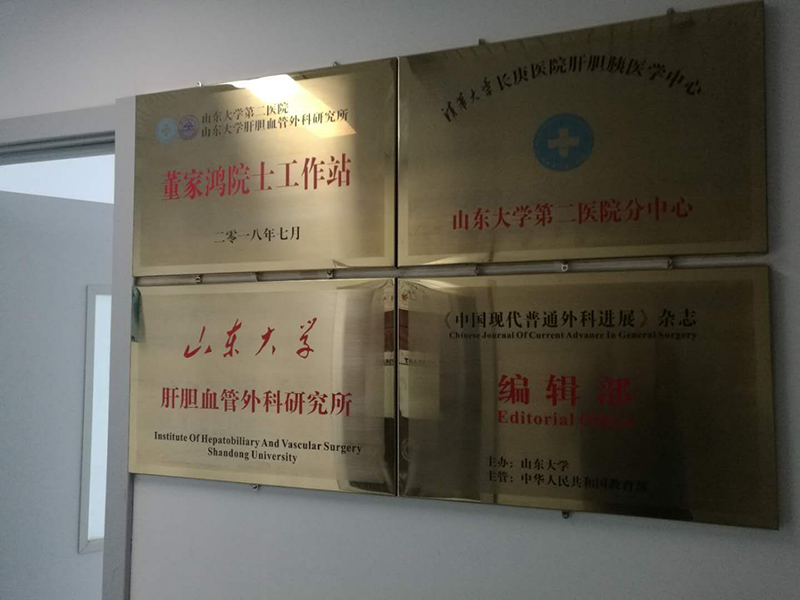 山东大学第二医院
山东大学肝胆血管外科研究所
董家鸿院士工作站
二零一八年七月
清华大学长庚医院肝胆胰医学中心
山东大学第二医院分中心
山东大学
肝胆血管外科研究所
Institute Of Hepatobiliary And Vascular Surgery
Shandong University
《中国现代普通外科进展》杂志
Chinese Journal Of Current Advance In General Surgery
编辑部
Editorial Office
主办：山东大学
主管：中华人民共和国教育部